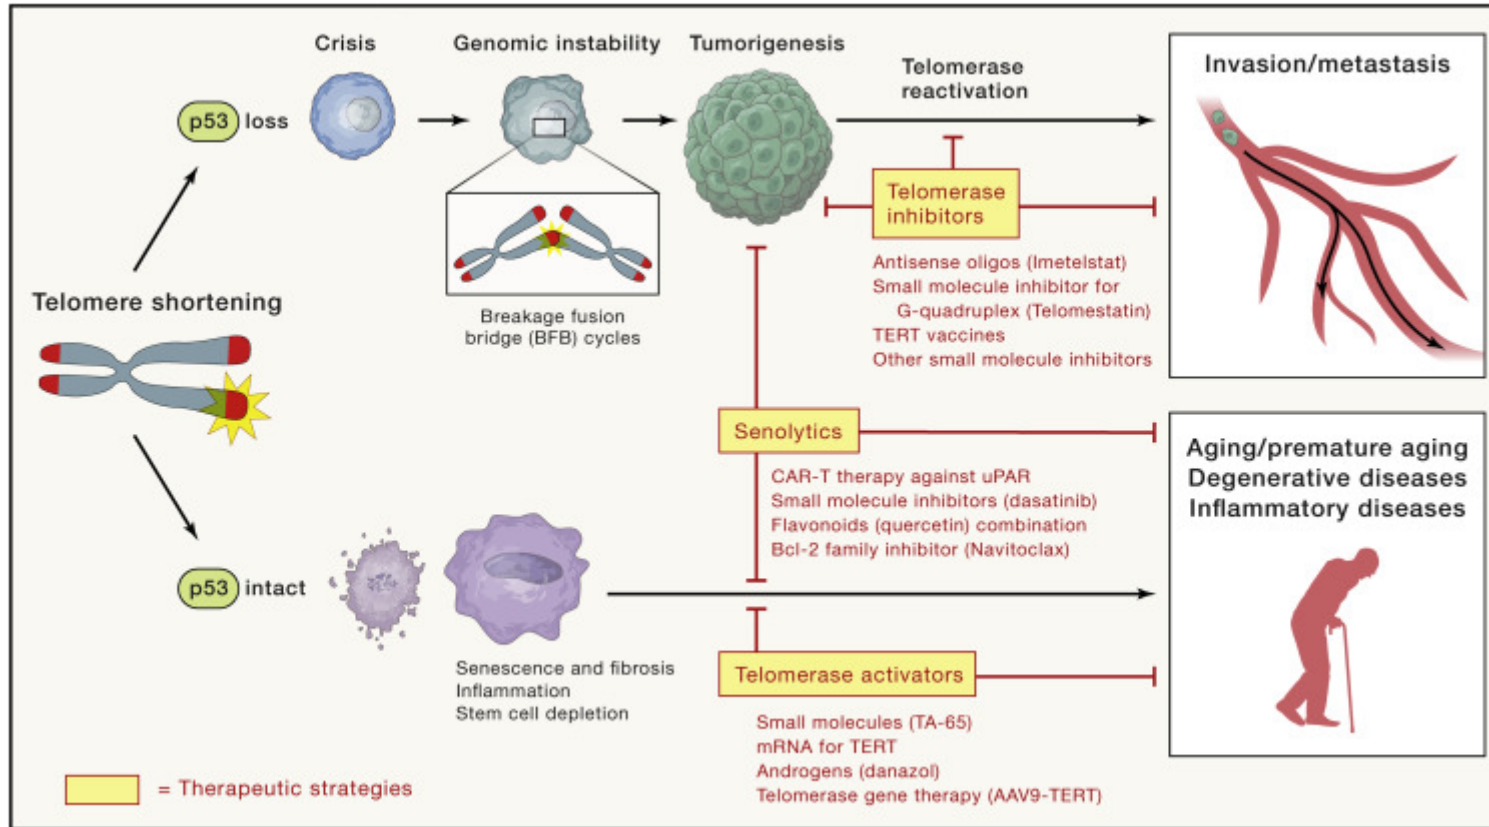 Crisis
Genomic instability
Tumorigenesis
Telomerase
reactivation
Invasion/metastasis
p53 loss
Telomerase
inhibitors
Antisense oligos (Imetelstat)
Small molecule inhibitor for
G-quadruplex (Telomestatin)
TERT vaccines
Other small molecule inhibitors
Breakage fusion
bridge (BFB) cycles
Telomere shortening
Senolytics
CAR-T therapy against uPAR
Small molecule inhibitors (dasatinib)
Flavonoids (quercetin) combination
Bcl-2 family inhibitor (Navitoclax)
Aging/premature aging
Degenerative diseases
Inflammatory diseases
p53 intact
Senescence and fibrosis
Inflammation
Stem cell depletion
Telomerase activators
Small molecules (TA-65)
mRNA for TERT
Androgens (danazol)
Telomerase gene therapy (AAV9-TERT)
= Therapeutic strategies